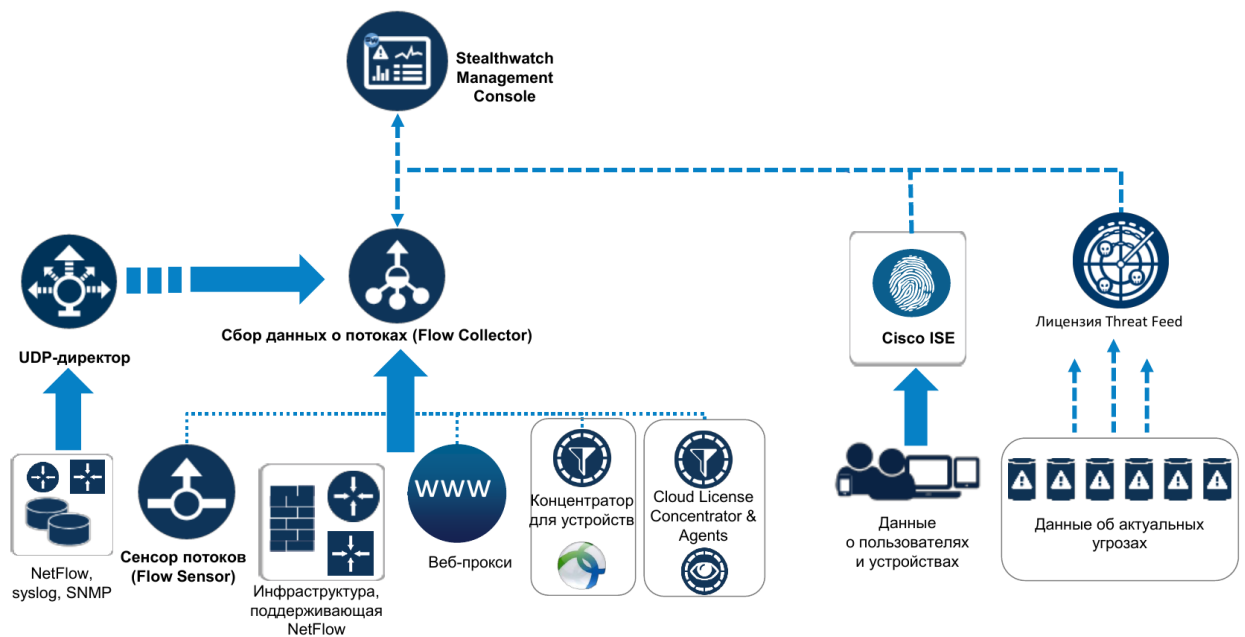 Stealthwatch
Management
Console
Сбор данных о потоках (Flow Collector)
UDP-директор
Cisco ISE
Лицензия Threat Feed
NetFlow,
syslog, SNMP
Сенсор потоков
(Flow Sensor)
Инфраструктура,
поддерживающая
NetFlow
www
Веб-прокси
Концентратор
для устройств
Cloud License
Concentrator &
Agents
Данные
о пользователях
и устройствах
Данные об актуальных
угрозах